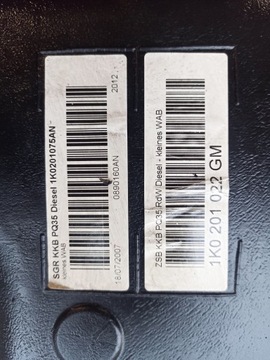 SGR KKB PQ35 Diesel 1K0201075AN
kleines WAB
0890160AN
18/07/2007
2012.
ZSB KKB PQ35 RdW Diesel - kleines WAB
1K0 201 022 GM